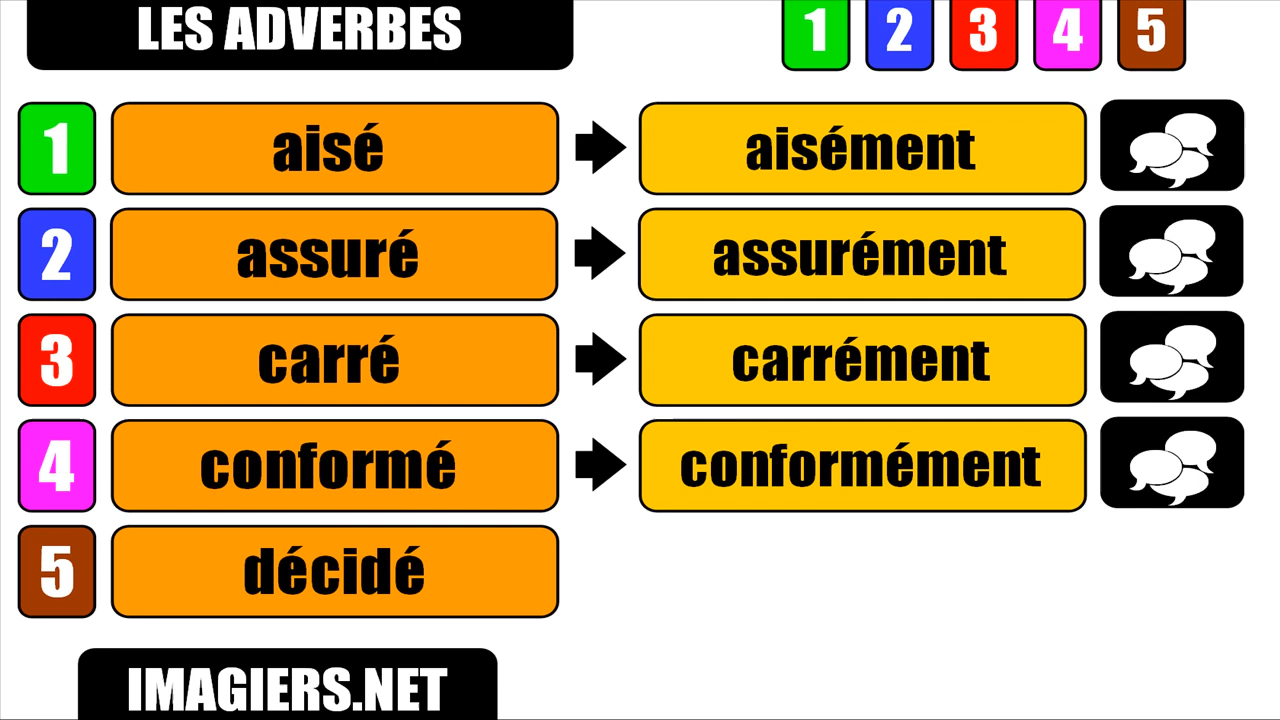 LES ADVERBES
1 2 3 4 5
1 aisé aisément
2 assuré assurément
3 carré carrément
4 conformé conformément
5 décidé
IMAGIERS.NET